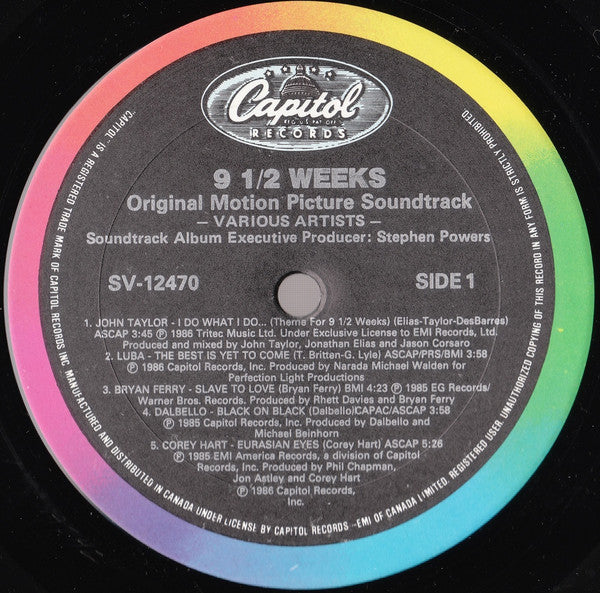 Capitol
REG.U.S. PAT. OFF.
RECORDS
9 1/2 WEEKS
Original Motion Picture Soundtrack
– VARIOUS ARTISTS –
Soundtrack Album Executive Producer: Stephen Powers
SV-12470
SIDE 1
1. JOHN TAYLOR - I DO WHAT I DO... (Theme For 9 1/2 Weeks) (Elias-Taylor-DesBarres)
ASCAP 3:45 Ⓟ 1986 Tritec Music Ltd. Under Exclusive License to EMI Records, Ltd.
Produced and mixed by John Taylor, Jonathan Elias and Jason Corsaro
2. LUBA - THE BEST IS YET TO COME (T. Britten-G. Lyle) ASCAP/PRS/BMI 3:58
Ⓟ 1986 Capitol Records, Inc. Produced by Narada Michael Walden for
Perfection Light Productions
3. BRYAN FERRY - SLAVE TO LOVE (Bryan Ferry) BMI 4:23 Ⓟ 1985 EG Records/
Warner Bros. Records. Produced by Rhett Davies and Bryan Ferry
4. DALBELLO - BLACK ON BLACK (Dalbello)/CAPAC/ASCAP 3:58
Ⓟ 1985 Capitol Records, Inc. Produced by Dalbello and
Michael Beinhorn
5. COREY HART - EURASIAN EYES (Corey Hart) ASCAP 5:26
Ⓟ 1985 EMI America Records, a division of Capitol
Records, Inc. Produced by Phil Chapman,
Jon Astley and Corey Hart
Ⓟ 1986 Capitol Records,
Inc.
"CAPITOL" IS A REGISTERED TRADE MARK OF CAPITOL RECORDS INC. MANUFACTURED AND DISTRIBUTED IN CANADA UNDER LICENSE BY CAPITOL RECORDS -EMI OF CANADA LIMITED. REGISTERED USER. UNAUTHORIZED COPYING OF THIS RECORD IN ANY FORM IS STRICTLY PROHIBITED.